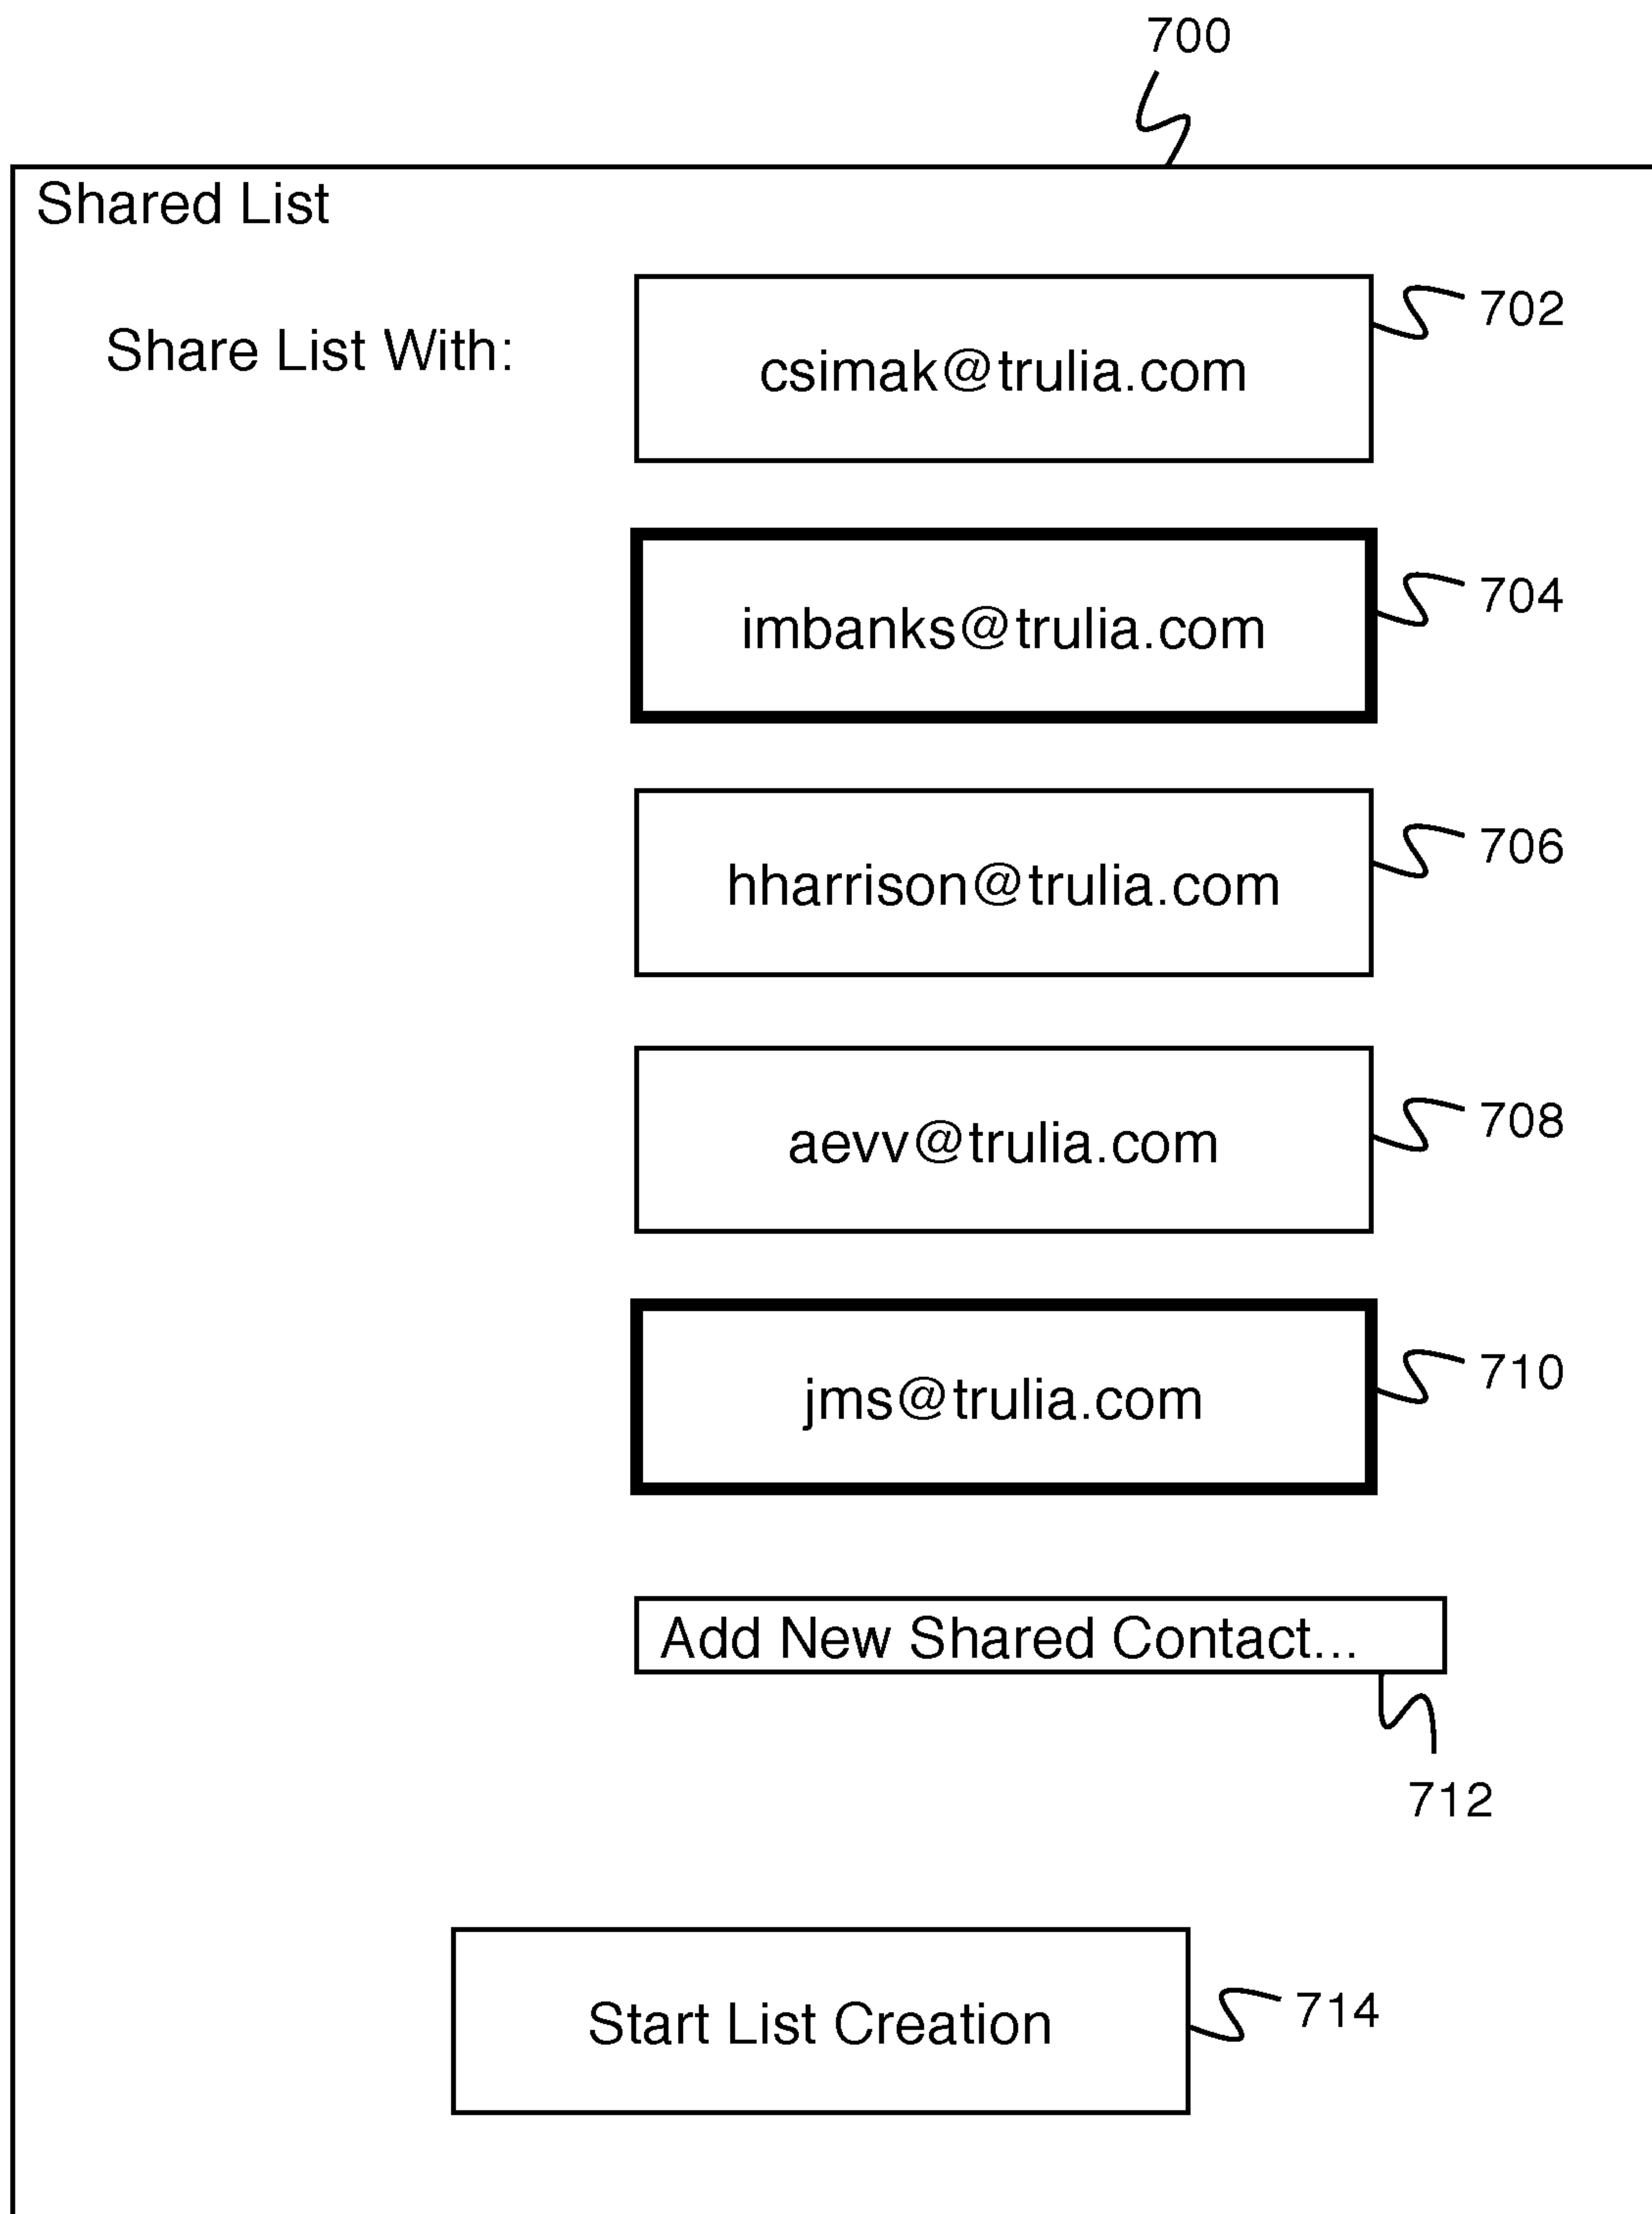 700
Shared List
Share List With:
csimak@trulia.com
702
imbanks@trulia.com
704
hharrison@trulia.com
706
aevv@trulia.com
708
jms@trulia.com
710
Add New Shared Contact...
712
Start List Creation
714